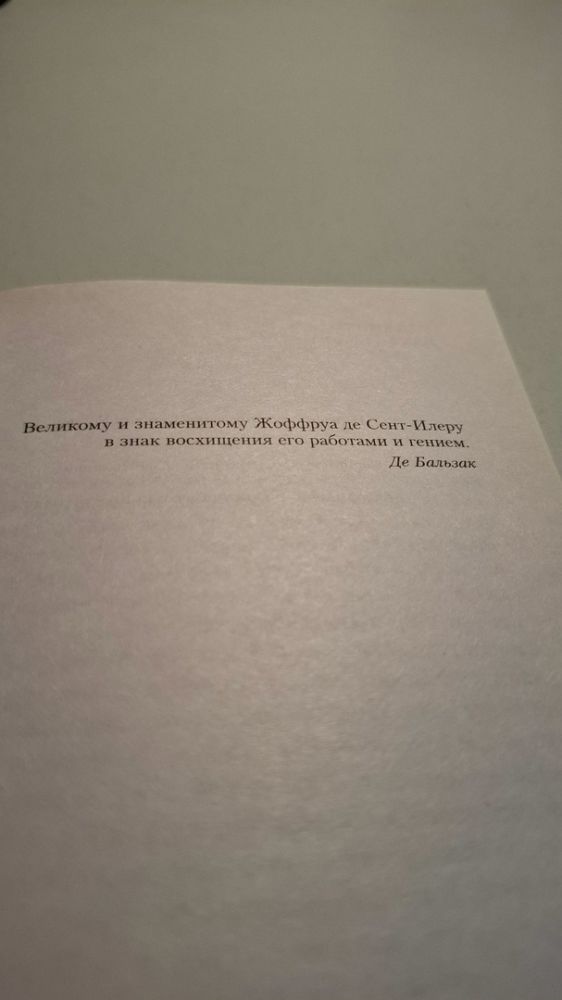 Великому и знаменитому Жоффруа де Сент-Илеру
в знак восхищения его работами и гением.
Де Бальзак